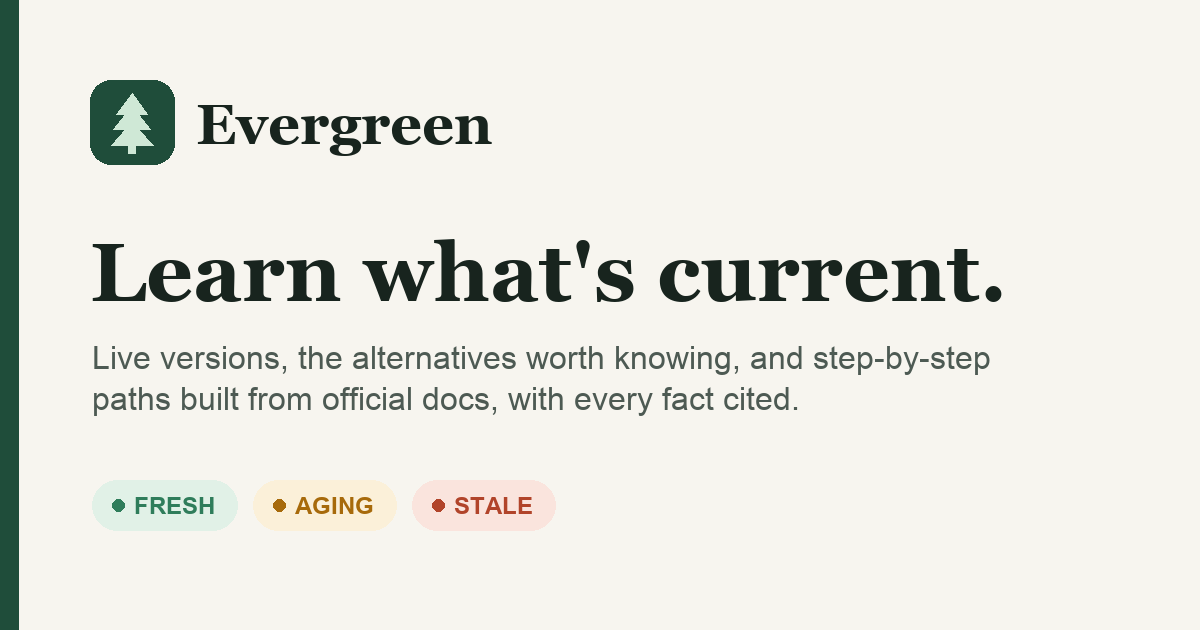 Evergreen
Learn what's current.
Live versions, the alternatives worth knowing, and step-by-step
paths built from official docs, with every fact cited.
FRESH
AGING
STALE